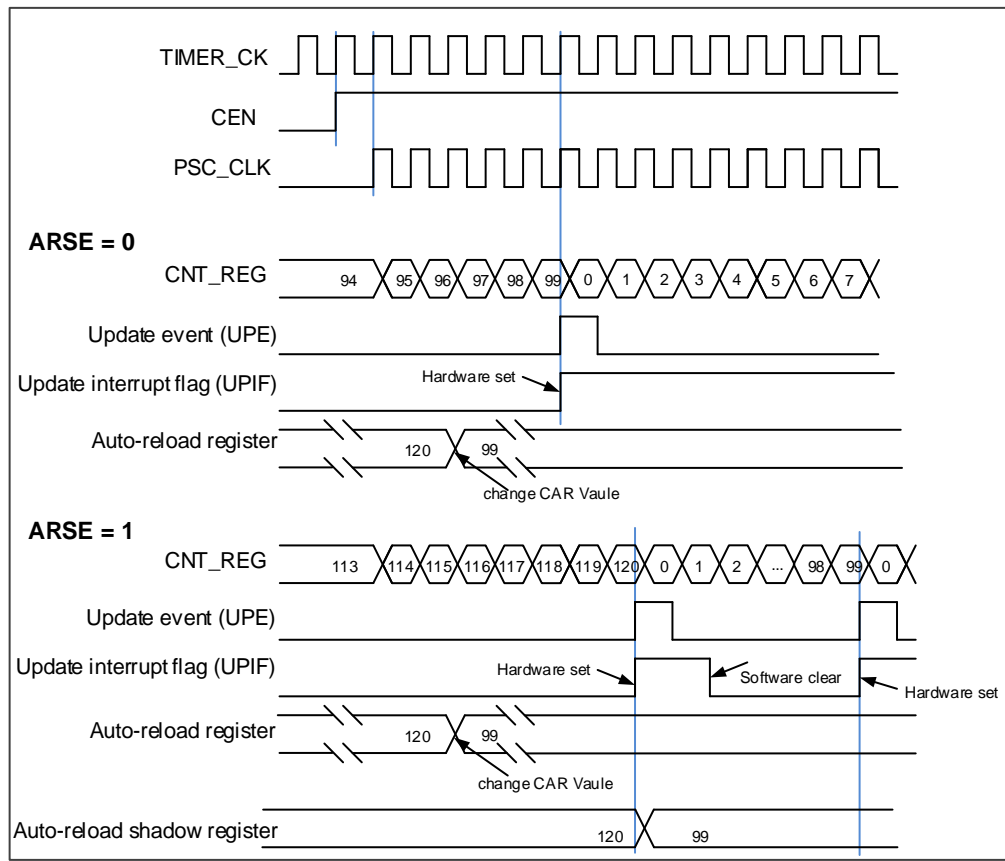 TIMER_CK
CEN
PSC_CLK
ARSE = 0
CNT_REG 94 95 96 97 98 99 0 1 2 3 4 5 6 7
Update event (UPE)
Update interrupt flag (UPIF) Hardware set
Auto-reload register 120 99
change CAR Vaule
ARSE = 1
CNT_REG 113 114 115 116 117 118 119 120 0 1 2 ... 98 99 0
Update event (UPE)
Update interrupt flag (UPIF) Hardware set Software clear Hardware set
Auto-reload register 120 99
change CAR Vaule
Auto-reload shadow register 120 99